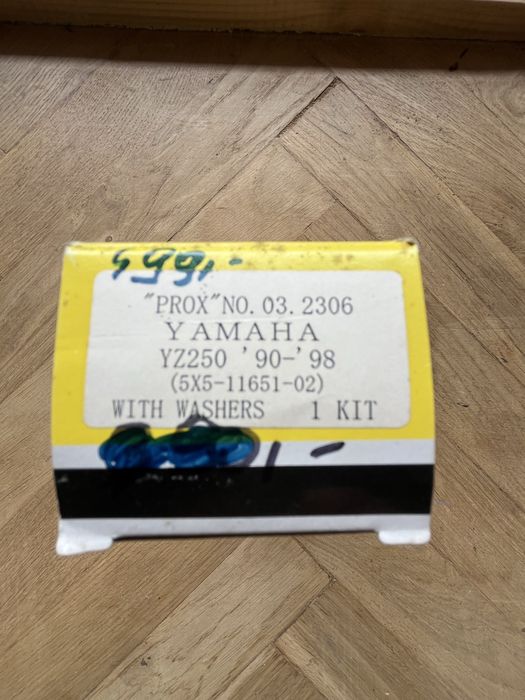 "PROX"NO. 03. 2306
YAMAHA
YZ250 '90-'98
(5X5-11651-02)
WITH WASHERS 1 KIT